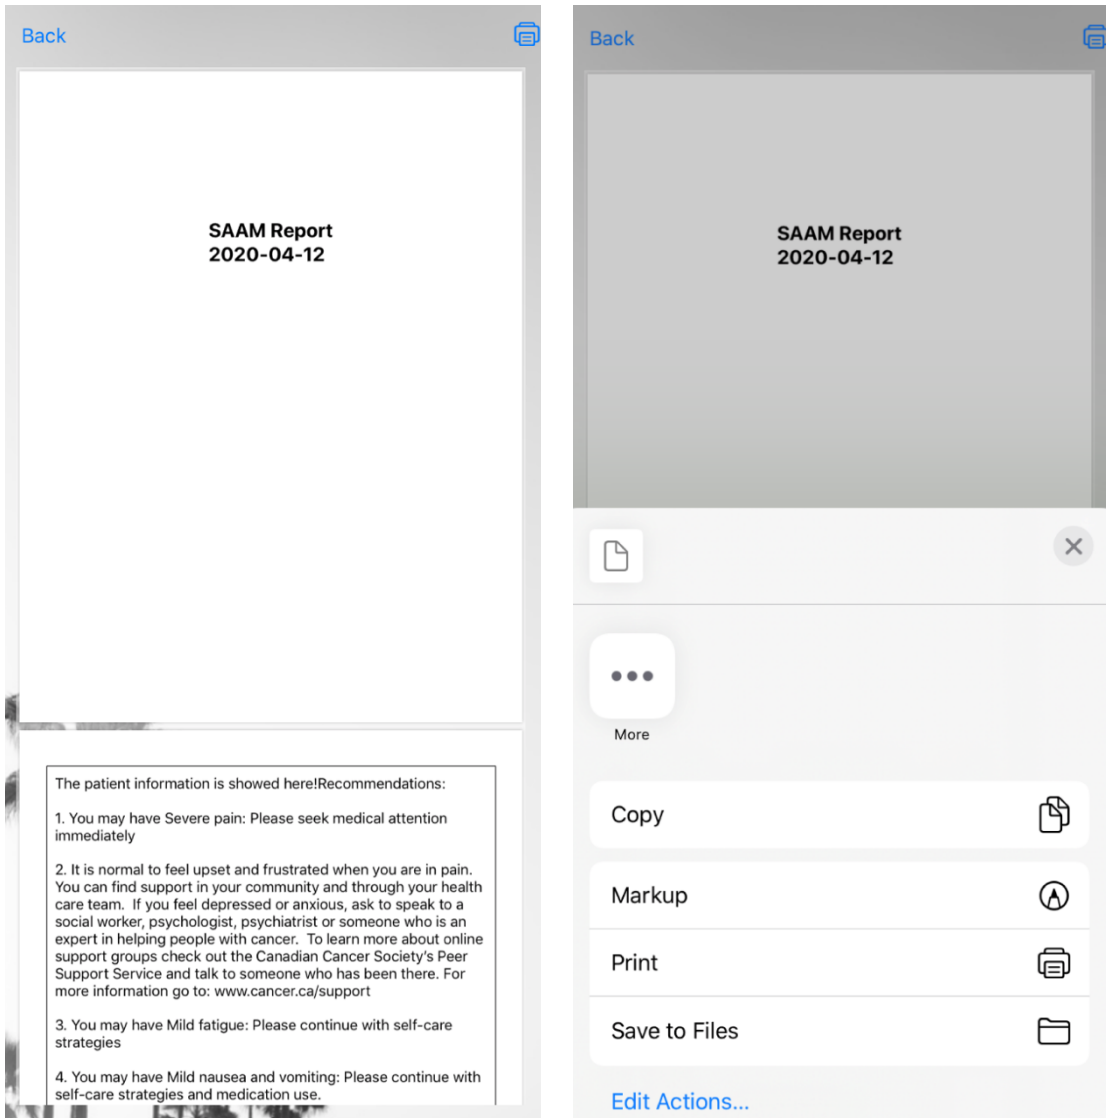 Back
SAAM Report
2020-04-12
The patient information is showed here!Recommendations:
1. You may have Severe pain: Please seek medical attention
immediately
2. It is normal to feel upset and frustrated when you are in pain.
You can find support in your community and through your health
care team.  If you feel depressed or anxious, ask to speak to a
social worker, psychologist, psychiatrist or someone who is an
expert in helping people with cancer.  To learn more about online
support groups check out the Canadian Cancer Society's Peer
Support Service and talk to someone who has been there. For
more information go to: www.cancer.ca/support
3. You may have Mild fatigue: Please continue with self-care
strategies
4. You may have Mild nausea and vomiting: Please continue with
self-care strategies and medication use.
Back
SAAM Report
2020-04-12
More
Copy
Markup
Print
Save to Files
Edit Actions...